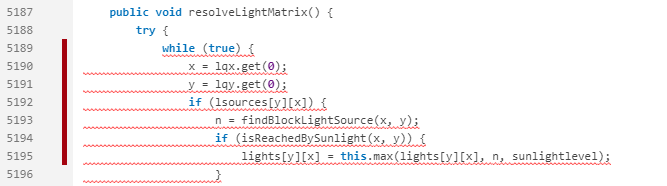 5187 public void resolveLightMatrix() {
5188 try {
5189 while (true) {
5190 x = lqx.get(0);
5191 y = lqy.get(0);
5192 if (lsources[y][x]) {
5193 n = findBlockLightSource(x, y);
5194 if (isReachedBySunlight(x, y)) {
5195 lights[y][x] = this.max(lights[y][x], n, sunlightlevel);
5196 }